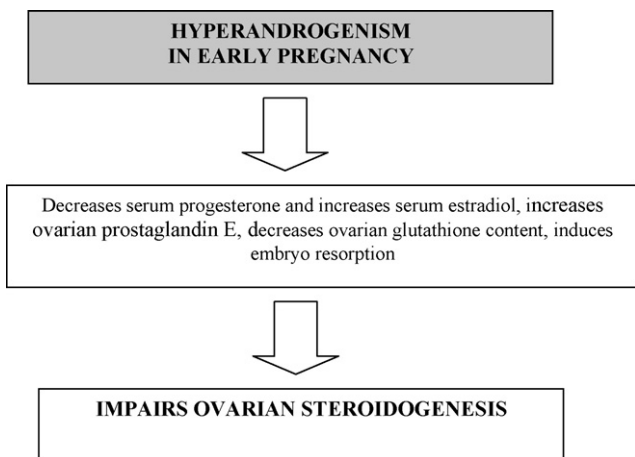 HYPERANDROGENISM
IN EARLY PREGNANCY
Decreases serum progesterone and increases serum estradiol, increases
ovarian prostaglandin E, decreases ovarian glutathione content, induces
embryo resorption
IMPAIRS OVARIAN STEROIDOGENESIS